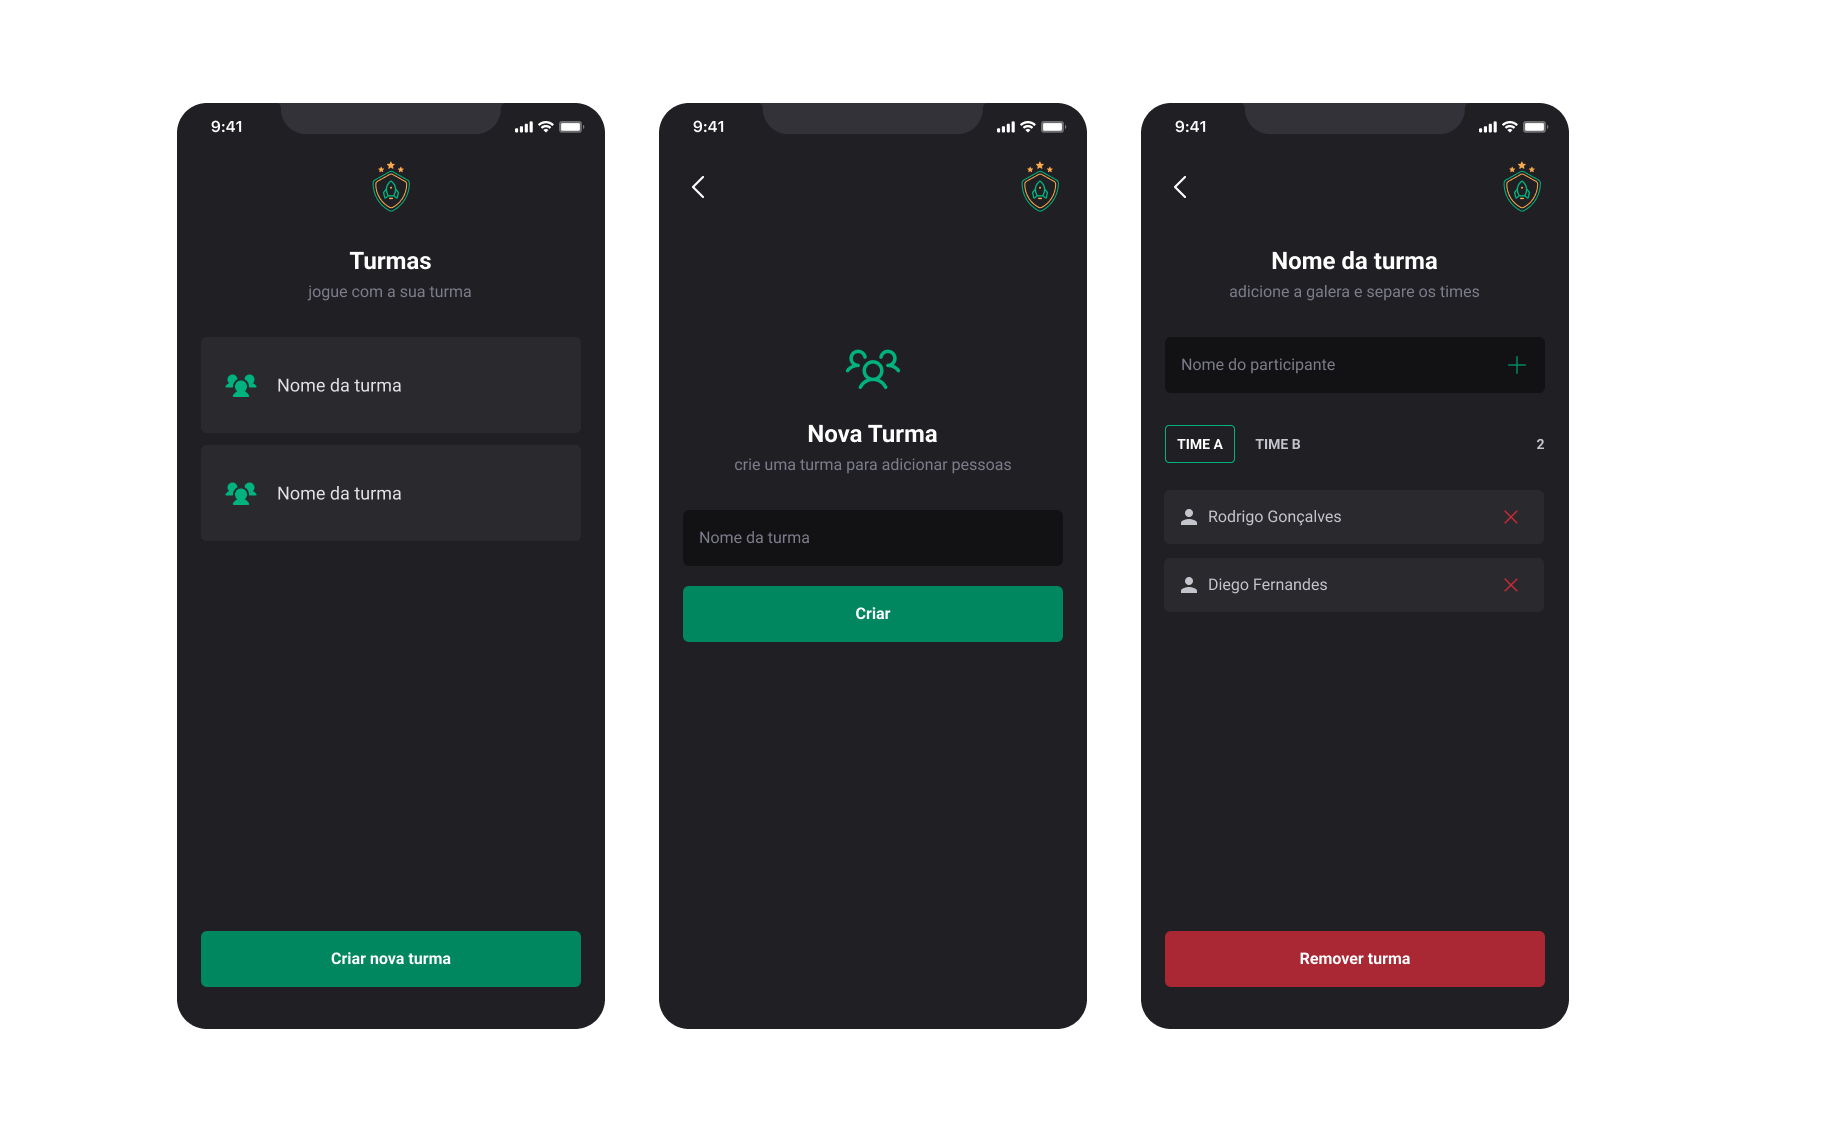 9:41
Turmas
jogue com a sua turma
Nome da turma
Nome da turma
Criar nova turma
9:41
Nova Turma
crie uma turma para adicionar pessoas
Nome da turma
Criar
9:41
Nome da turma
adicione a galera e separe os times
Nome do participante
TIME A TIME B 2
Rodrigo Gonçalves
Diego Fernandes
Remover turma